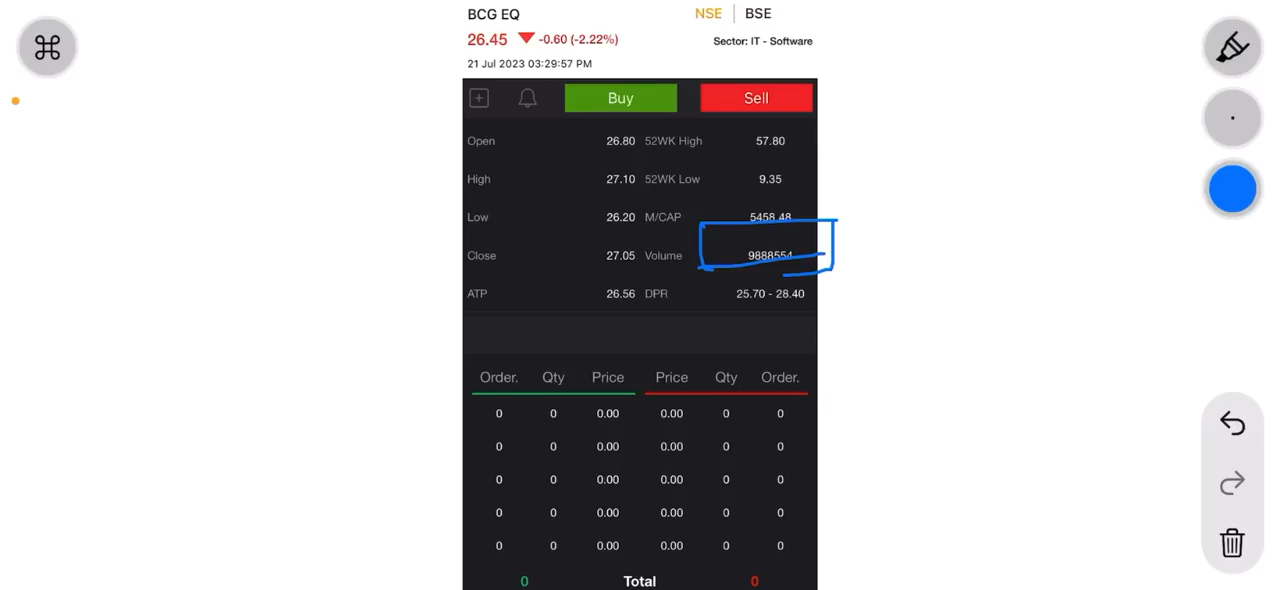 BCG EQ NSE | BSE
26.45 -0.60 (-2.22%) Sector: IT - Software
21 Jul 2023 03:29:57 PM
Buy Sell
Open 26.80 52WK High 57.80
High 27.10 52WK Low 9.35
Low 26.20 M/CAP 5458.48
Close 27.05 Volume 9888554
ATP 26.56 DPR 25.70 - 28.40
Order. Qty Price Price Qty Order.
0 0 0.00 0.00 0 0
0 0 0.00 0.00 0 0
0 0 0.00 0.00 0 0
0 0 0.00 0.00 0 0
0 0 0.00 0.00 0 0
0 Total 0